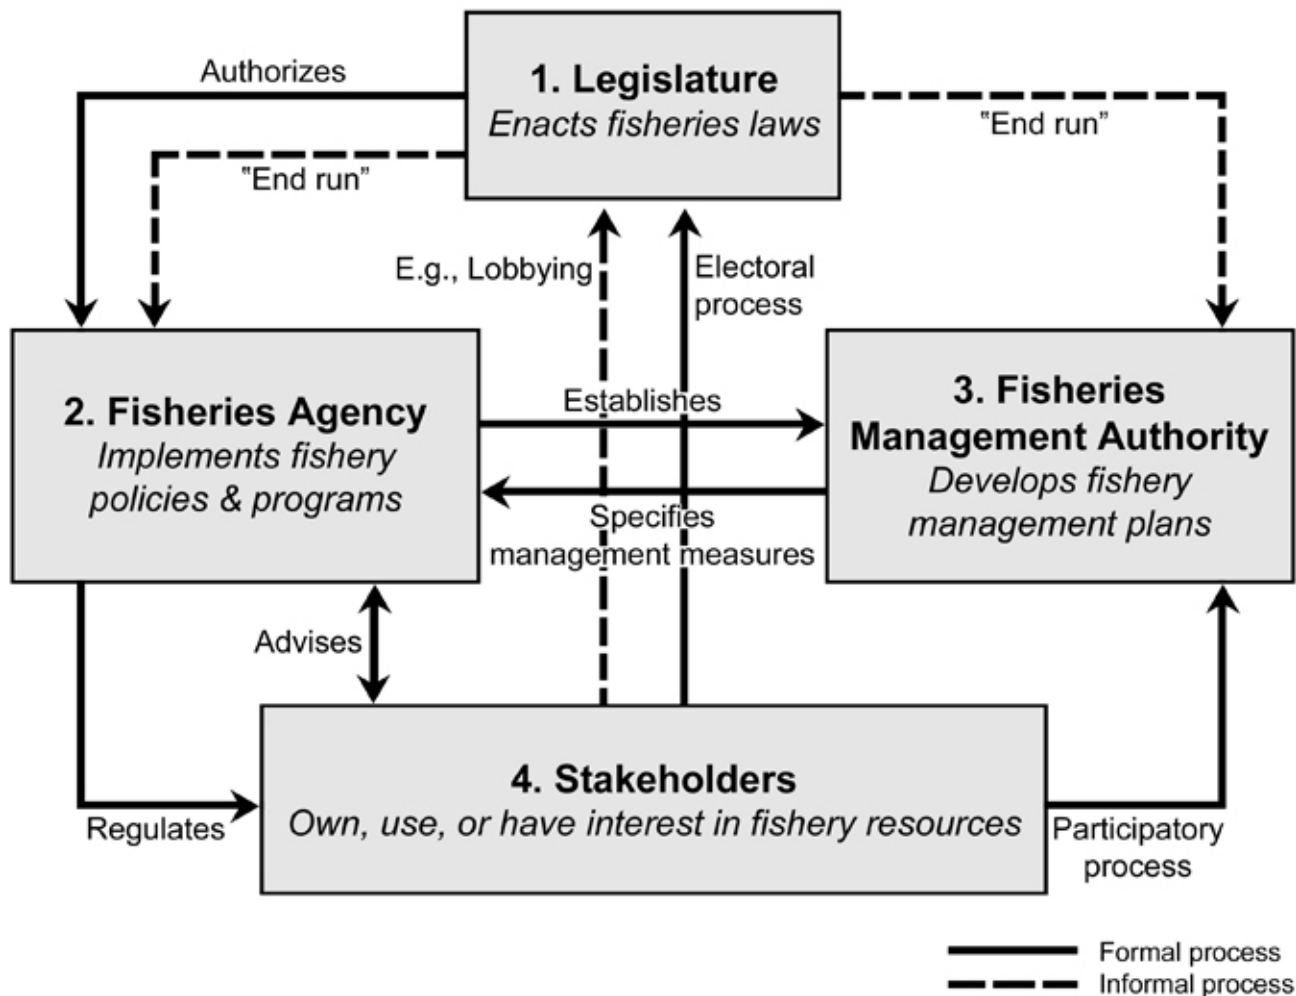 Authorizes
1. Legislature
Enacts fisheries laws
"End run"
"End run"
E.g., Lobbying
Electoral
process
2. Fisheries Agency
Implements fishery
policies & programs
Establishes
Specifies
management measures
3. Fisheries
Management Authority
Develops fishery
management plans
Advises
Regulates
4. Stakeholders
Own, use, or have interest in fishery resources
Participatory
process
Formal process
Informal process